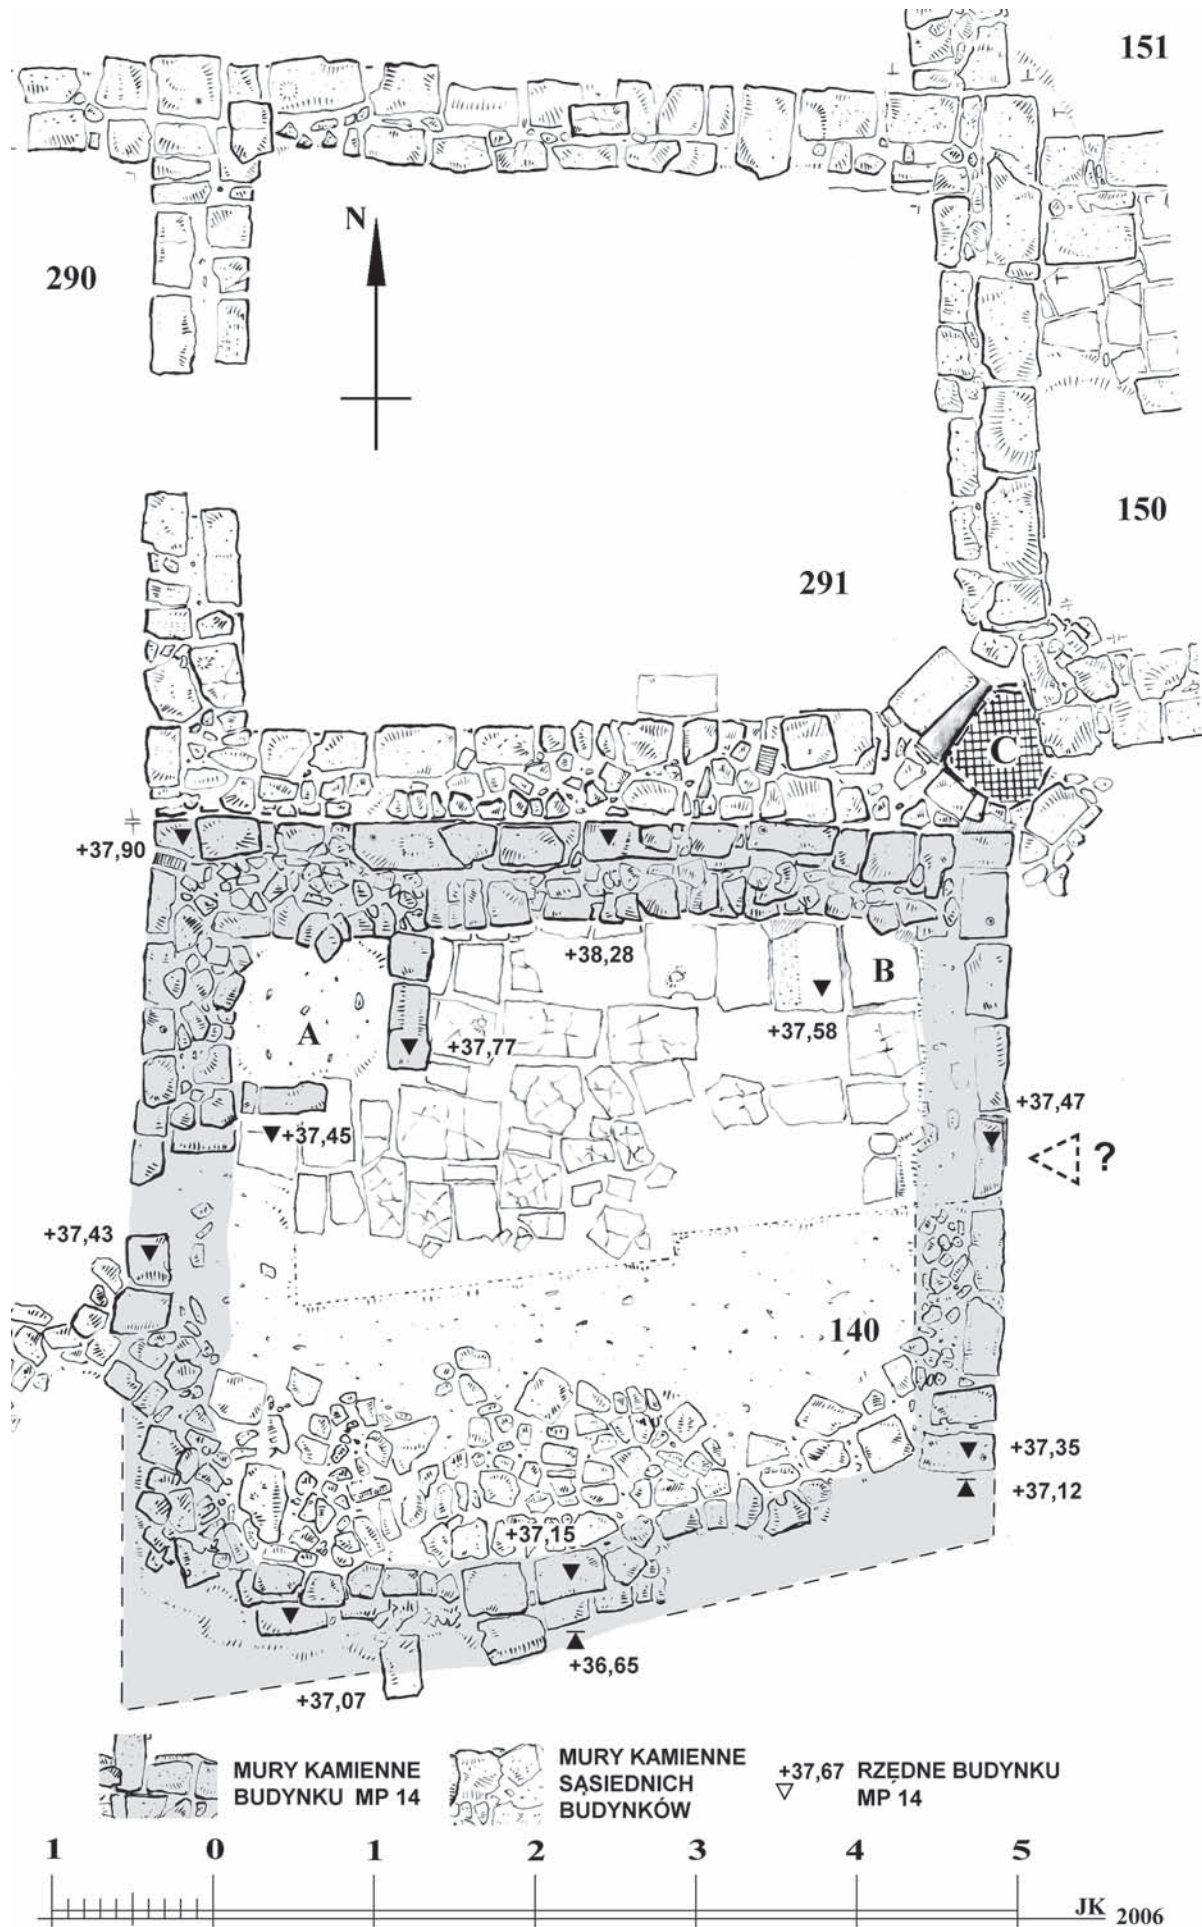 151
N
290
150
291
C
+37,90
+38,28
B
A
+37,58
+37,77
+37,47
+37,45
?
+37,43
140
+37,35
+37,12
+37,15
+36,65
+37,07
MURY KAMIENNE
BUDYNKU MP 14
MURY KAMIENNE
SĄSIEDNICH
BUDYNKÓW
+37,67 RZĘDNE BUDYNKU
MP 14
1 0 1 2 3 4 5
JK 2006